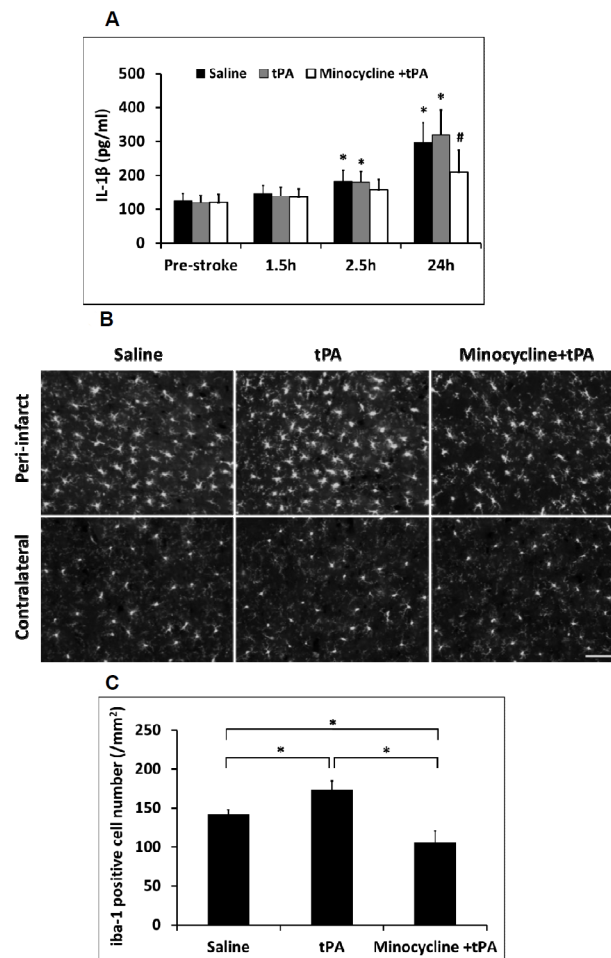 A
500
400
300
200
100
0
IL-1β (pg/ml)
Saline tPA Minocycline +tPA
* * * * #
Pre-stroke 1.5h 2.5h 24h
B
Saline tPA Minocycline+tPA
Peri-infarct
Contralateral
C
250
200
150
100
50
0
iba-1 positive cell number (/mm²)
*
* *
Saline tPA Minocycline +tPA